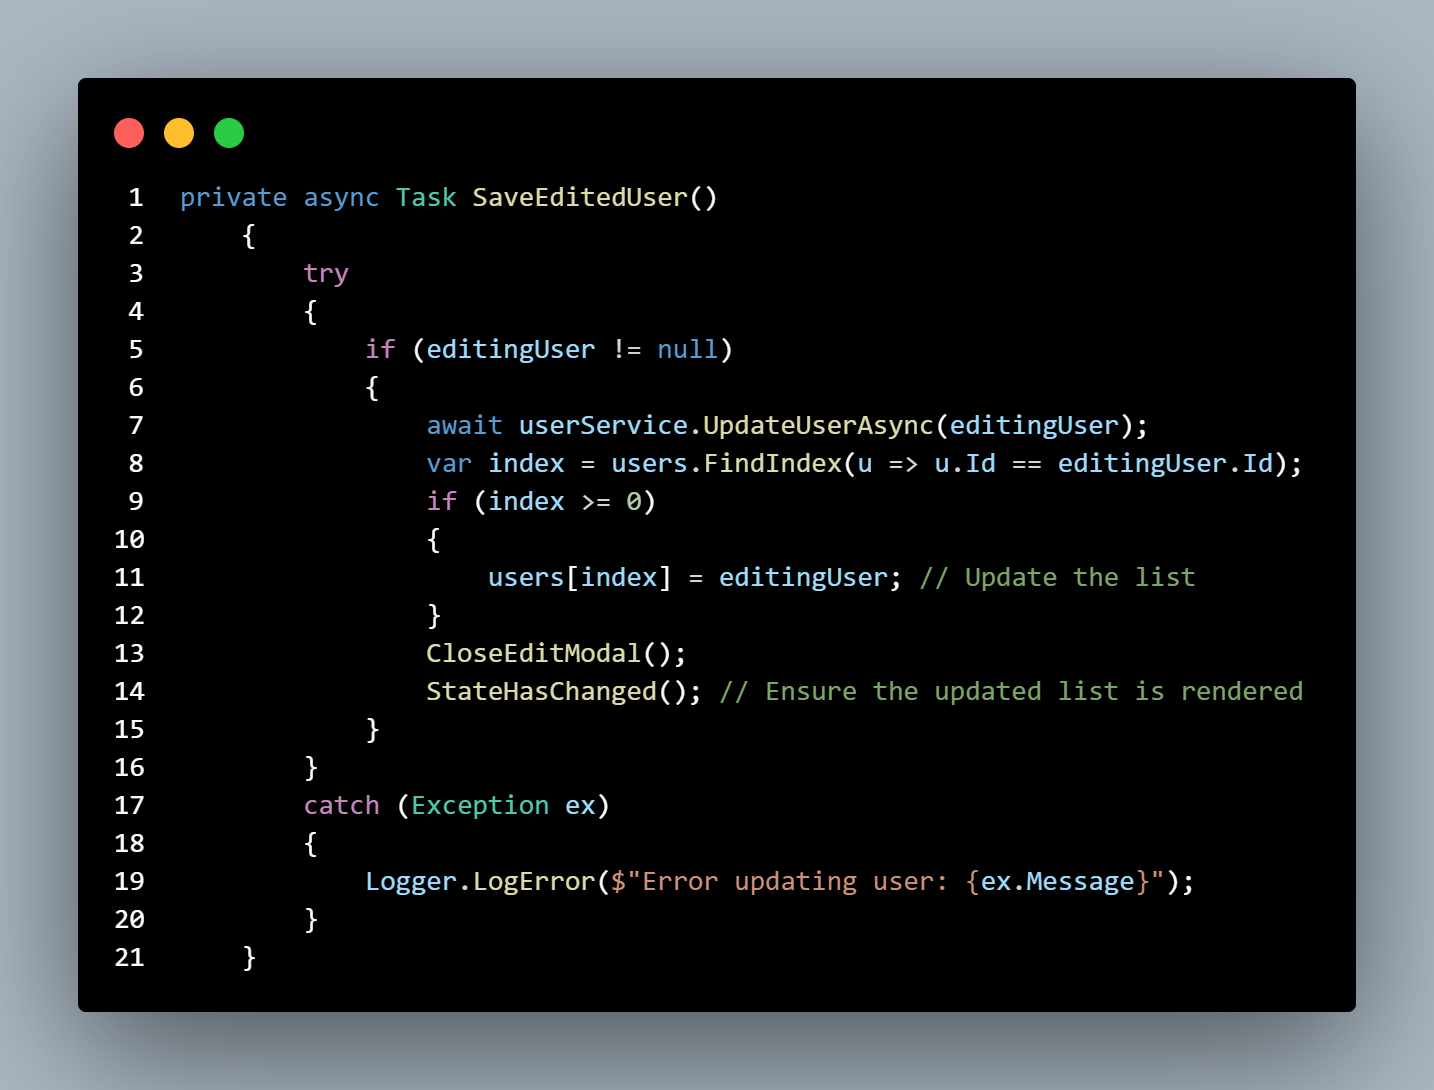 1 private async Task SaveEditedUser()
2     {
3         try
4         {
5             if (editingUser != null)
6             {
7                 await userService.UpdateUserAsync(editingUser);
8                 var index = users.FindIndex(u => u.Id == editingUser.Id);
9                 if (index >= 0)
10                 {
11                     users[index] = editingUser; // Update the list
12                 }
13                 CloseEditModal();
14                 StateHasChanged(); // Ensure the updated list is rendered
15             }
16         }
17         catch (Exception ex)
18         {
19             Logger.LogError($"Error updating user: {ex.Message}");
20         }
21     }